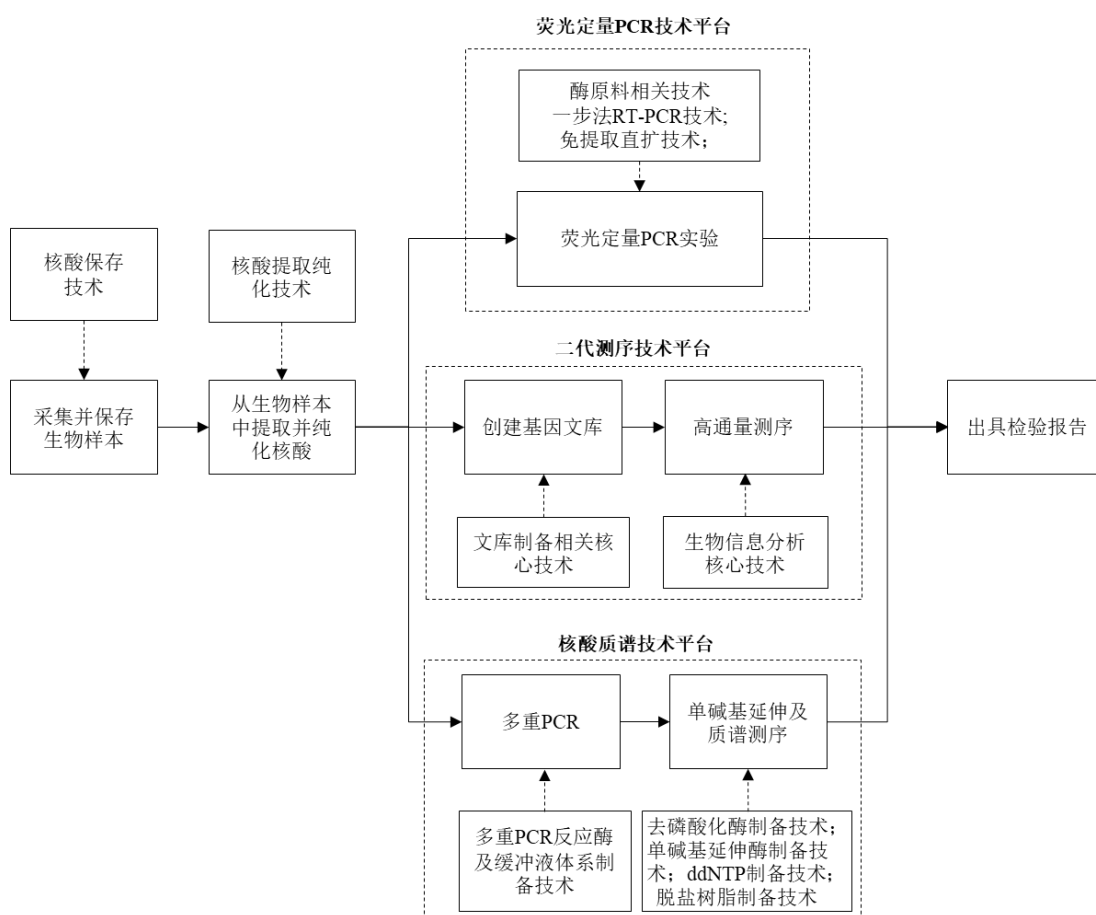 荧光定量PCR技术平台
酶原料相关技术
一步法RT-PCR技术;
免提取直扩技术；
荧光定量PCR实验
核酸保存
技术
核酸提取纯
化技术
采集并保存
生物样本
从生物样本
中提取并纯
化核酸
二代测序技术平台
创建基因文库
高通量测序
出具检验报告
文库制备相关核
心技术
生物信息分析
核心技术
核酸质谱技术平台
多重PCR
单碱基延伸及
质谱测序
多重PCR反应酶
及缓冲液体系制
备技术
去磷酸化酶制备技术；
单碱基延伸酶制备技
术；ddNTP制备技术；
脱盐树脂制备技术